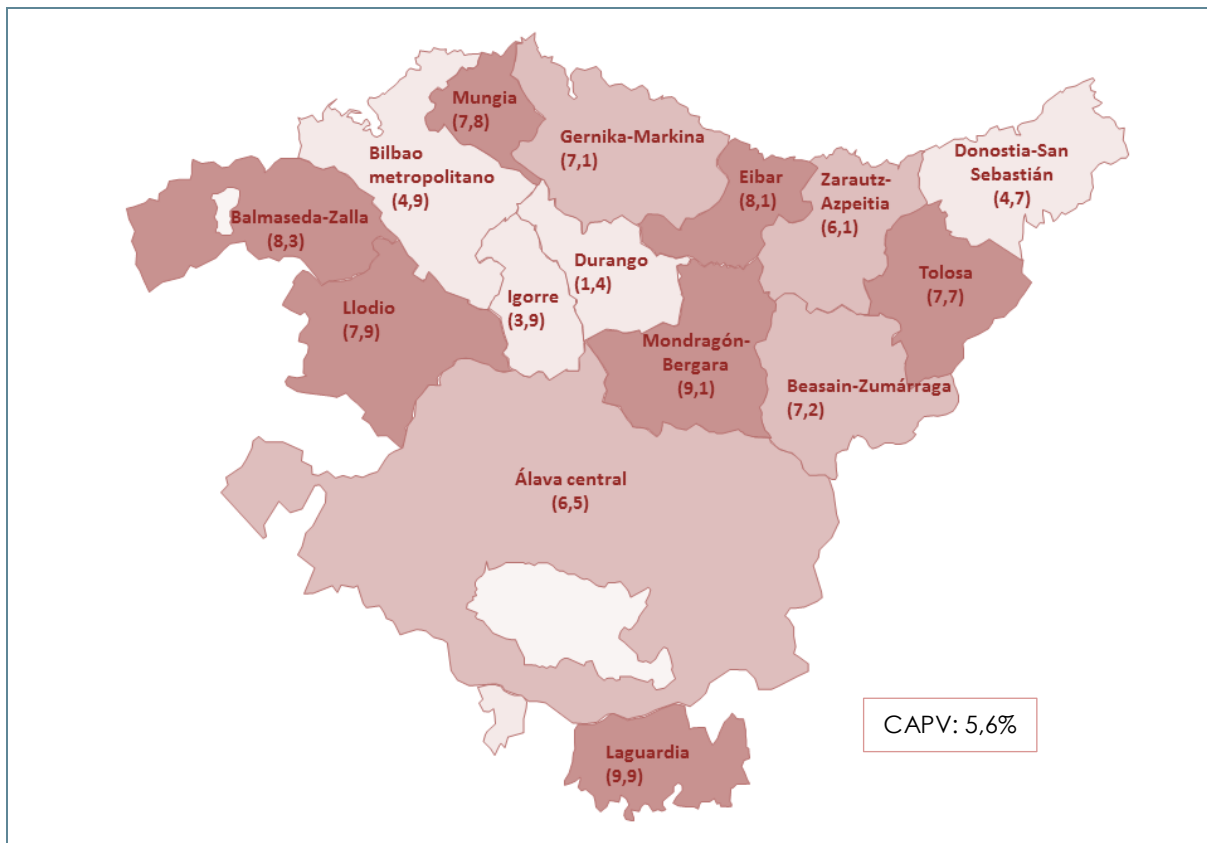 Mungia
(7,8)
Gernika-Markina
(7,1)
Bilbao
metropolitano
(4,9)
Donostia-San
Sebastián
(4,7)
Eibar
(8,1)
Zarautz-
Azpeitia
(6,1)
Balmaseda-Zalla
(8,3)
Durango
(1,4)
Tolosa
(7,7)
Igorre
(3,9)
Llodio
(7,9)
Mondragón-
Bergara
(9,1)
Beasain-Zumárraga
(7,2)
Álava central
(6,5)
CAPV: 5,6%
Laguardia
(9,9)